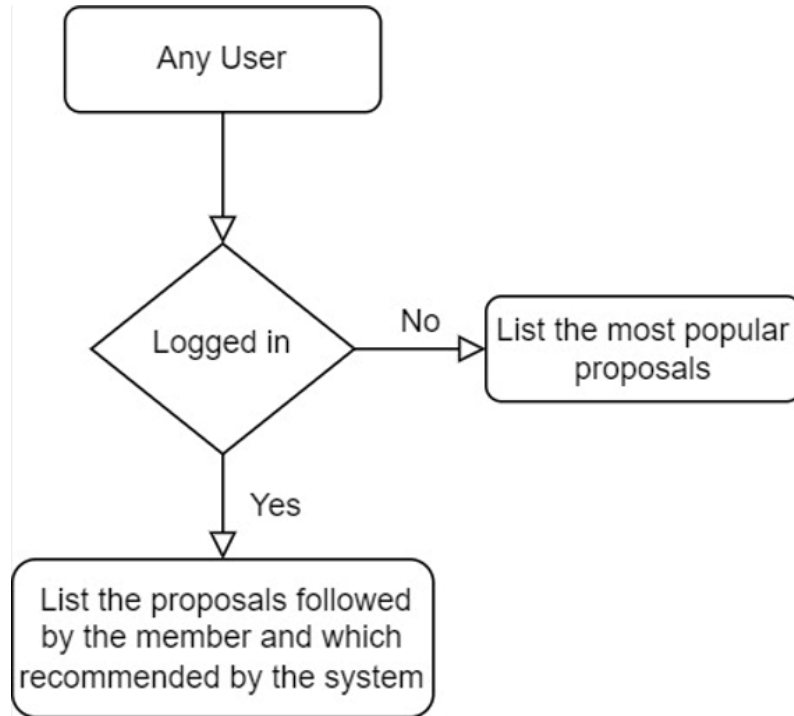 Any User
Logged in
No
List the most popular
proposals
Yes
List the proposals followed
by the member and which
recommended by the system